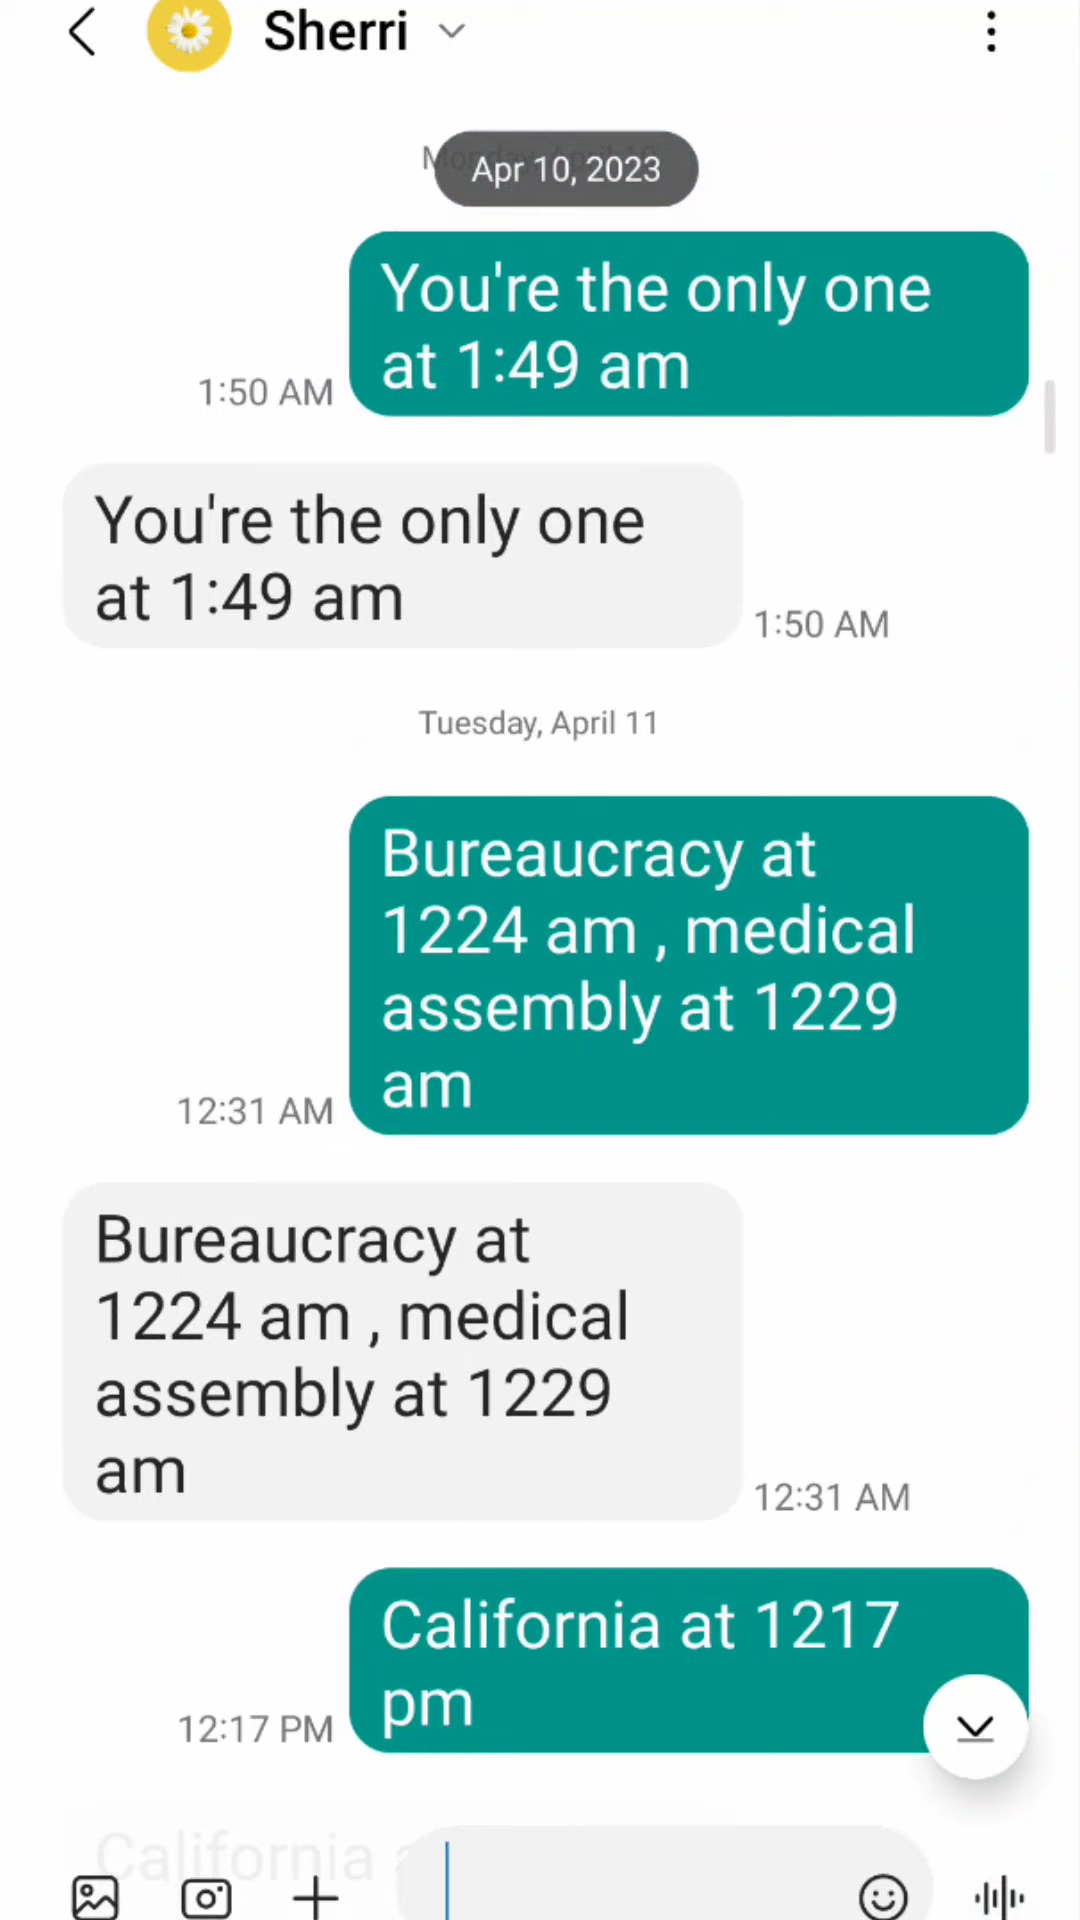 Sherri
Monday, April 10
Apr 10, 2023
You're the only one
at 1:49 am
1:50 AM
You're the only one
at 1:49 am
1:50 AM
Tuesday, April 11
Bureaucracy at
1224 am , medical
assembly at 1229
am
12:31 AM
Bureaucracy at
1224 am , medical
assembly at 1229
am
12:31 AM
California at 1217
pm
12:17 PM
California